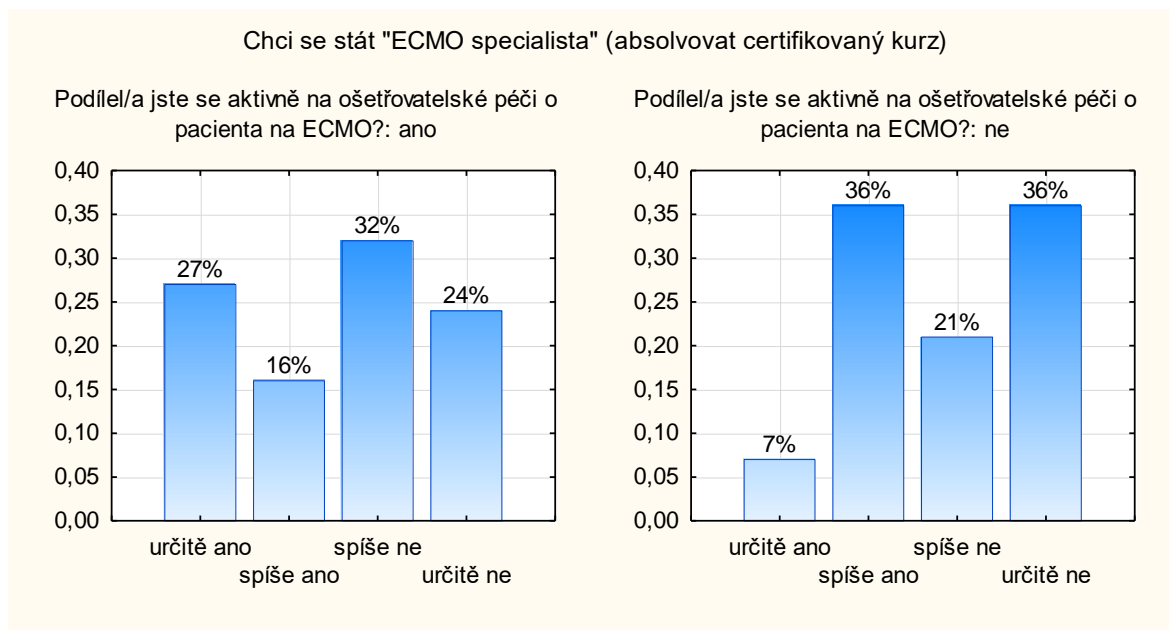 Chci se stát "ECMO specialista" (absolvovat certifikovaný kurz)
Podílel/a jste se aktivně na ošetřovatelské péči o
pacienta na ECMO?: ano
0,40
0,35
0,30
0,25
0,20
0,15
0,10
0,05
0,00
27%
16%
32%
24%
určitě ano
spíše ano
spíše ne
určitě ne
Podílel/a jste se aktivně na ošetřovatelské péči o
pacienta na ECMO?: ne
0,40
0,35
0,30
0,25
0,20
0,15
0,10
0,05
0,00
7%
36%
21%
36%
určitě ano
spíše ano
spíše ne
určitě ne